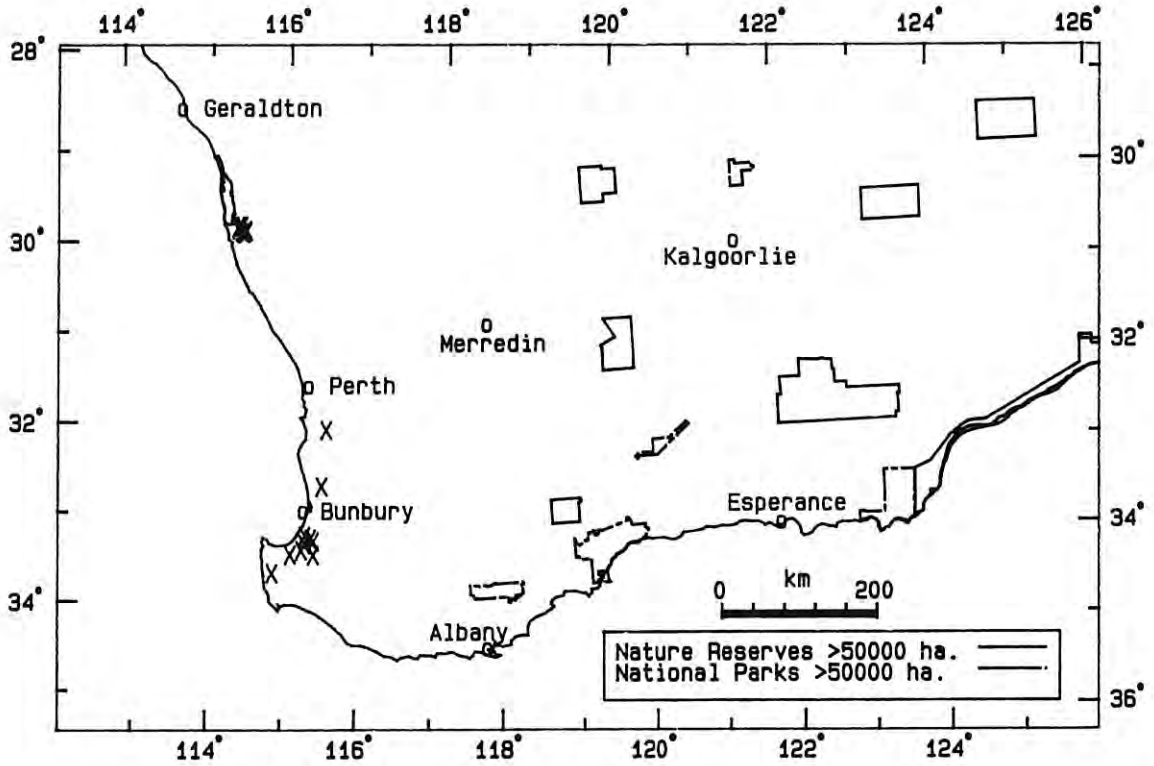 114° 116° 118° 120° 122° 124° 126°
28°
Geraldton
30°
30°
Kalgoorlie
Merredin
32°
Perth
32°
Bunbury
Esperance
34°
34°
0 km 200
Albany
Nature Reserves >50000 ha.
National Parks >50000 ha.
36°
114° 116° 118° 120° 122° 124°